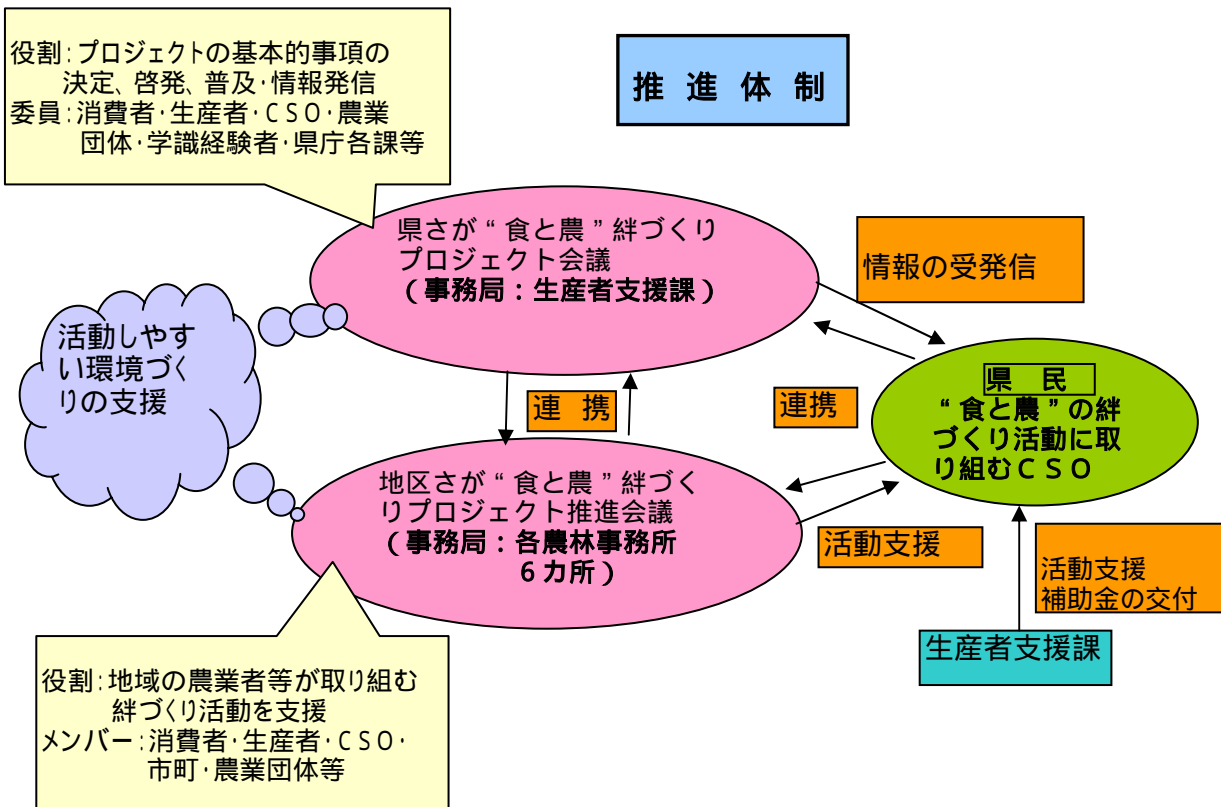 役割:プロジェクトの基本的事項の
決定、啓発、普及・情報発信
委員:消費者・生産者・CSO・農業
団体・学識経験者・県庁各課等
推 進 体 制
県さが“食と農”絆づくり
プロジェクト会議
(事務局:生産者支援課)
情報の受発信
活動しやす
い環境づく
りの支援
連 携
連携
県 民
“食と農”の絆
づくり活動に取
り組むCSO
地区さが“食と農”絆づく
りプロジェクト推進会議
(事務局:各農林事務所
6カ所)
活動支援
活動支援
補助金の交付
生産者支援課
役割:地域の農業者等が取り組む
絆づくり活動を支援
メンバー:消費者・生産者・CSO・
市町・農業団体等